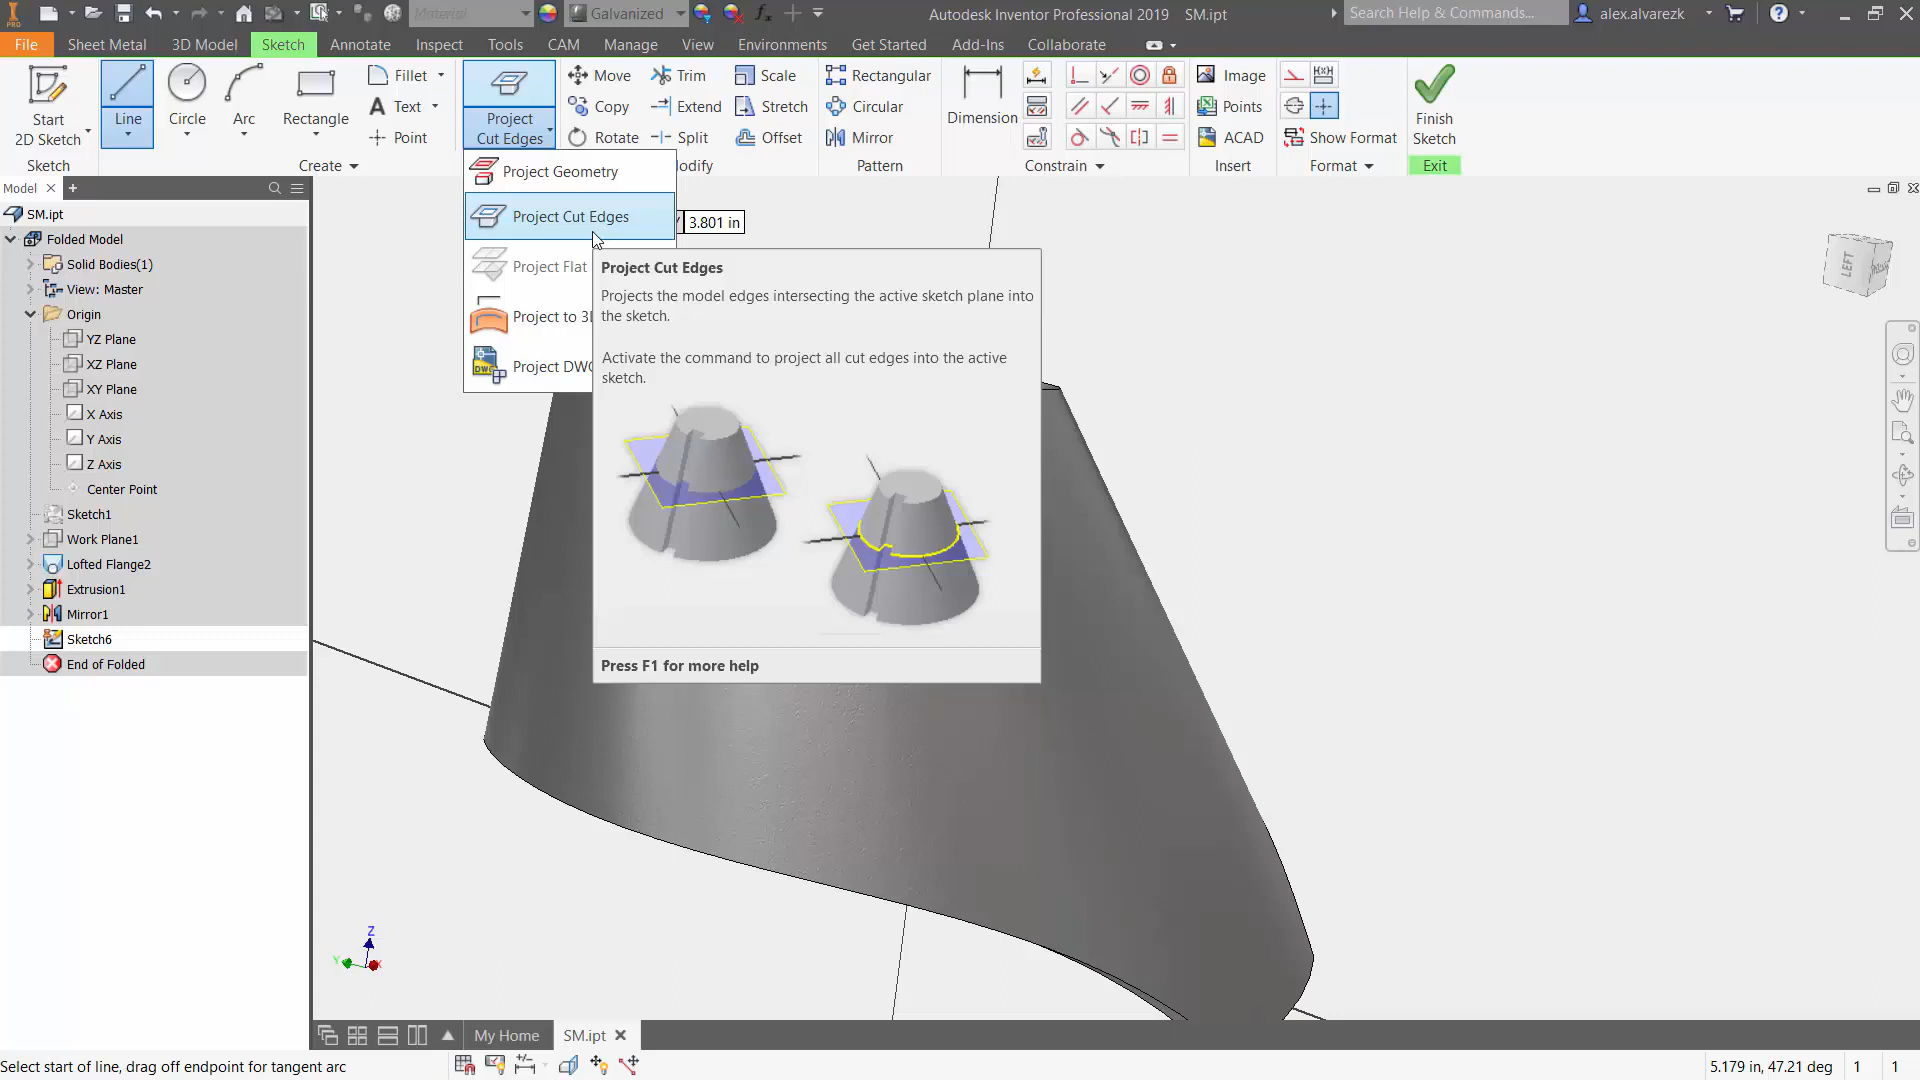 Material
Galvanized
Autodesk Inventor Professional 2019 SM.ipt
Search Help & Commands...
alex.alvarezk
PRO
File
Sheet Metal
3D Model
Sketch
Annotate
Inspect
Tools
CAM
Manage
View
Environments
Get Started
Add-Ins
Collaborate
Start
2D Sketch
Line
Circle
Arc
Rectangle
Fillet
Text
Point
Project
Cut Edges
Move
Copy
Rotate
Trim
Extend
Split
Scale
Stretch
Offset
Rectangular
Circular
Mirror
Dimension
Image
Points
ACAD
Show Format
Finish
Sketch
Sketch
Create
Modify
Pattern
Constrain
Insert
Format
Exit
Model
SM.ipt
Folded Model
Solid Bodies(1)
View: Master
Origin
YZ Plane
XZ Plane
XY Plane
X Axis
Y Axis
Z Axis
Center Point
Sketch1
Work Plane1
Lofted Flange2
Extrusion1
Mirror1
Sketch6
End of Folded
Project Geometry
Project Cut Edges
Project Flat
Project to 3D
Project DWG
3.801 in
Project Cut Edges
Projects the model edges intersecting the active sketch plane into
the sketch.
Activate the command to project all cut edges into the active
sketch.
Press F1 for more help
LEFT
Z
Y
X
My Home
SM.ipt
Select start of line, drag off endpoint for tangent arc
5.179 in, 47.21 deg
1
1